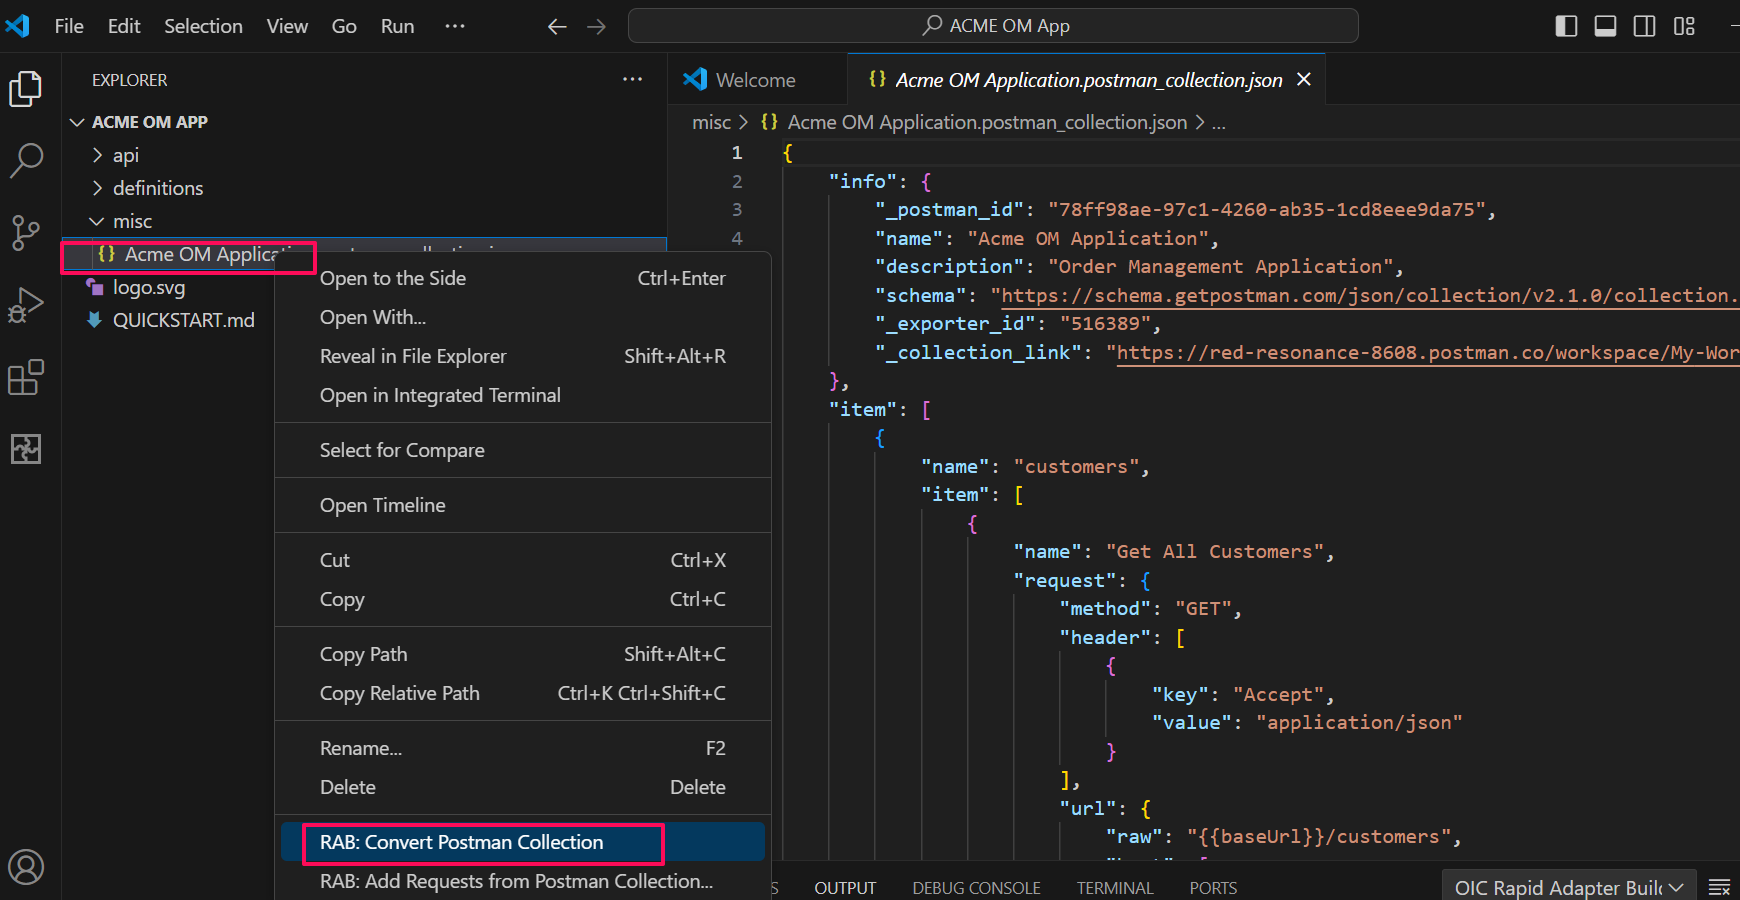 File Edit Selection View Go Run ···
ACME OM App
EXPLORER
ACME OM APP
api
definitions
misc
Acme OM Applica
logo.svg
QUICKSTART.md
Open to the Side Ctrl+Enter
Open With...
Reveal in File Explorer Shift+Alt+R
Open in Integrated Terminal
Select for Compare
Open Timeline
Cut Ctrl+X
Copy Ctrl+C
Copy Path Shift+Alt+C
Copy Relative Path Ctrl+K Ctrl+Shift+C
Rename... F2
Delete Delete
RAB: Convert Postman Collection
RAB: Add Requests from Postman Collection...
Welcome
{} Acme OM Application.postman_collection.json
misc > {} Acme OM Application.postman_collection.json > ...
1 {
2 "info": {
3 "_postman_id": "78ff98ae-97c1-4260-ab35-1cd8eee9da75",
4 "name": "Acme OM Application",
"description": "Order Management Application",
"schema": "https://schema.getpostman.com/json/collection/v2.1.0/collection.
"_exporter_id": "516389",
"_collection_link": "https://red-resonance-8608.postman.co/workspace/My-Wor
},
"item": [
{
"name": "customers",
"item": [
{
"name": "Get All Customers",
"request": {
"method": "GET",
"header": [
{
"key": "Accept",
"value": "application/json"
}
],
"url": {
"raw": "{{baseUrl}}/customers",
S OUTPUT DEBUG CONSOLE TERMINAL PORTS
OIC Rapid Adapter Builc